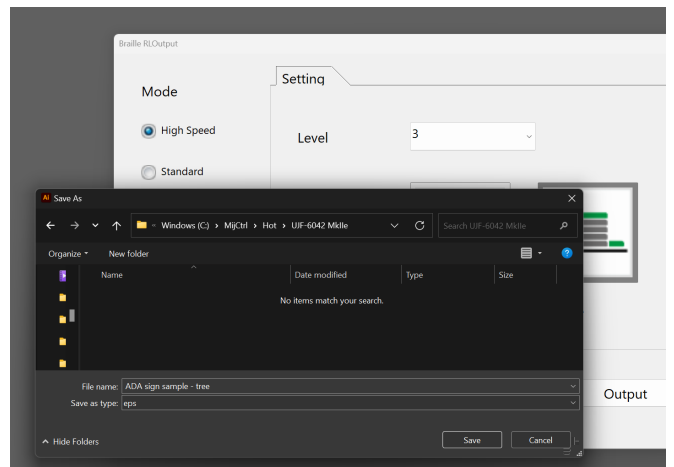 Braille RLOutput
Mode
Setting
High Speed
Level
3
Standard
Ai Save As
Windows (C:) › MijCtrl › Hot › UJF-6042 MkIIe
Search UJF-6042 MkIIe
Organize
New folder
?
Name
Date modified
Type
Size
No items match your search.
File name: ADA sign sample - tree
Save as type: eps
Output
Hide Folders
Save
Cancel